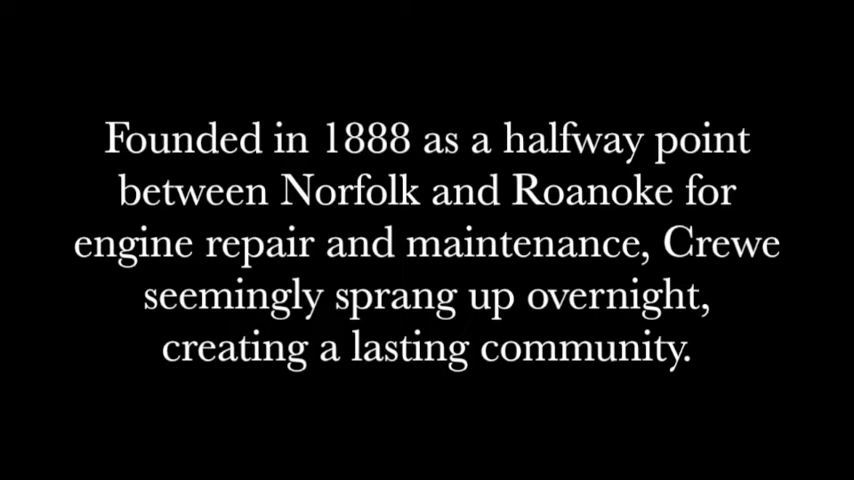 Founded in 1888 as a halfway point
between Norfolk and Roanoke for
engine repair and maintenance, Crewe
seemingly sprang up overnight,
creating a lasting community.